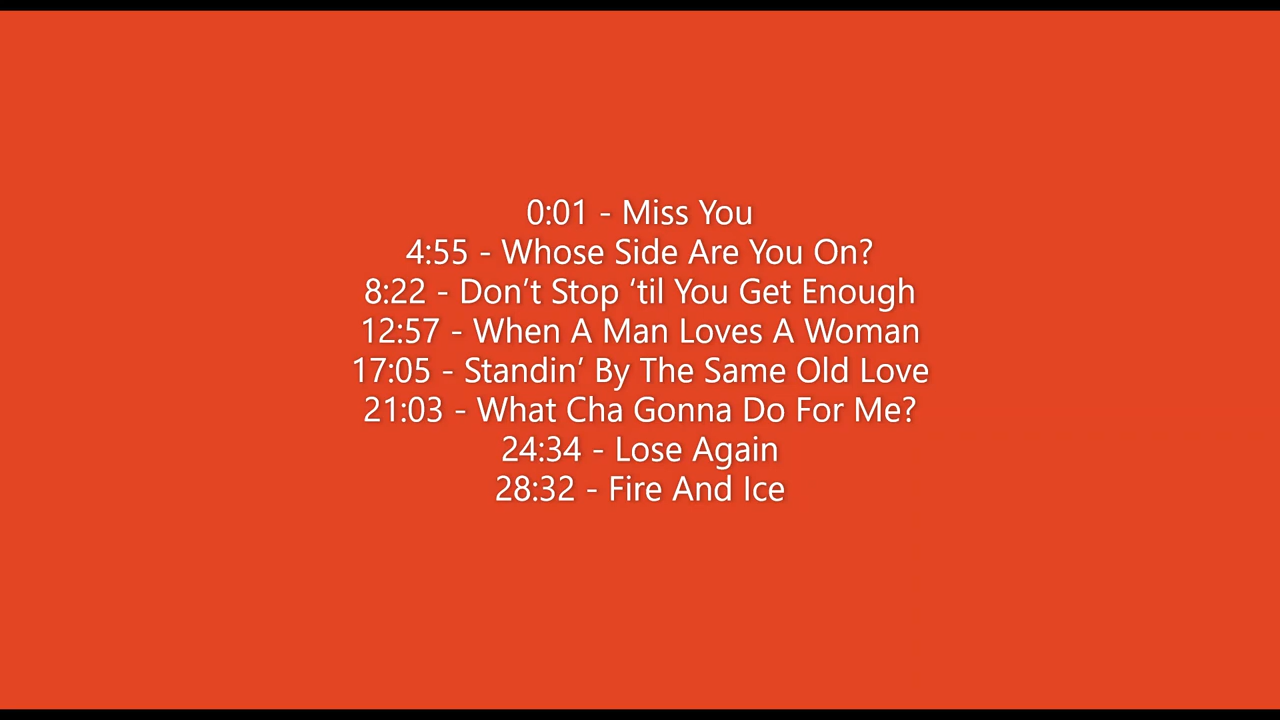 0:01 - Miss You
4:55 - Whose Side Are You On?
8:22 - Don’t Stop ‘til You Get Enough
12:57 - When A Man Loves A Woman
17:05 - Standin’ By The Same Old Love
21:03 - What Cha Gonna Do For Me?
24:34 - Lose Again
28:32 - Fire And Ice